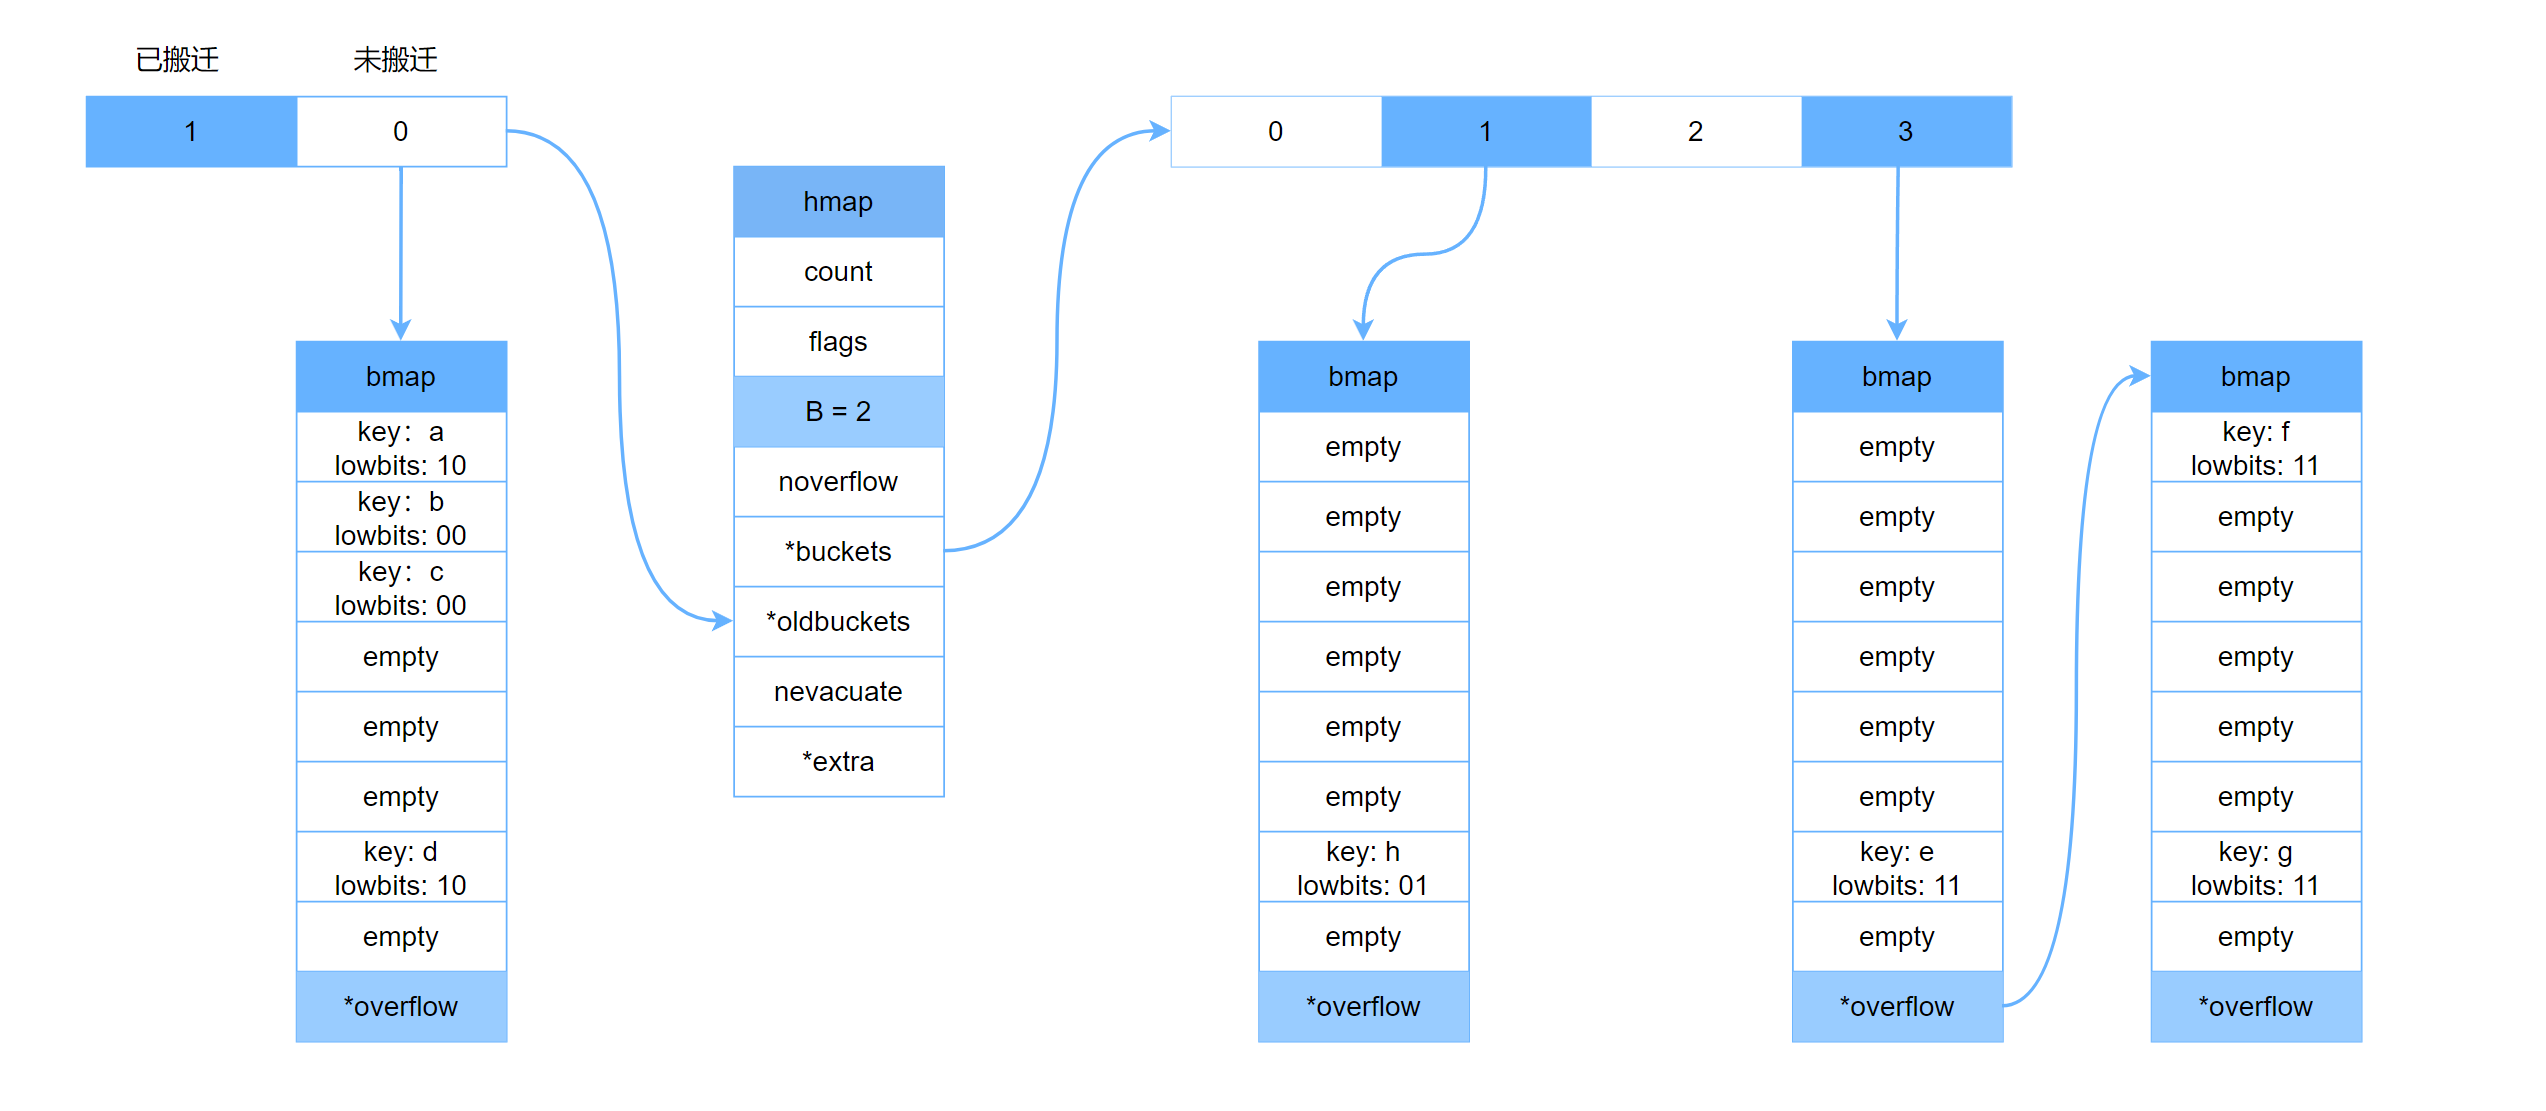 已搬迁
未搬迁
1
0
bmap
key：a
lowbits: 10
key：b
lowbits: 00
key：c
lowbits: 00
empty
empty
empty
key: d
lowbits: 10
empty
*overflow
hmap
count
flags
B = 2
noverflow
*buckets
*oldbuckets
nevacuate
*extra
0
1
2
3
bmap
empty
empty
empty
empty
empty
empty
key: h
lowbits: 01
empty
*overflow
bmap
empty
empty
empty
empty
empty
empty
key: e
lowbits: 11
empty
*overflow
bmap
key: f
lowbits: 11
empty
empty
empty
empty
empty
key: g
lowbits: 11
empty
*overflow